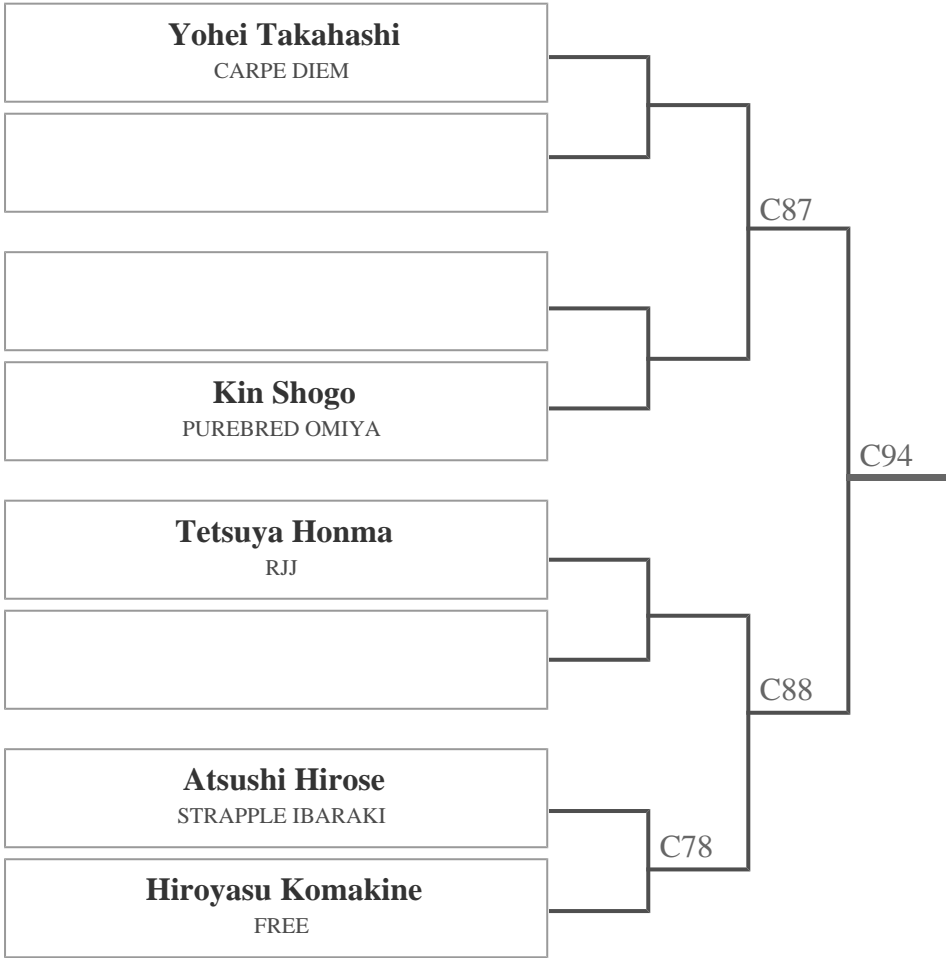 Yohei Takahashi
CARPE DIEM
C87
Kin Shogo
PUREBRED OMIYA
C94
Tetsuya Honma
RJJ
C88
Atsushi Hirose
STRAPPLE IBARAKI
C78
Hiroyasu Komakine
FREE